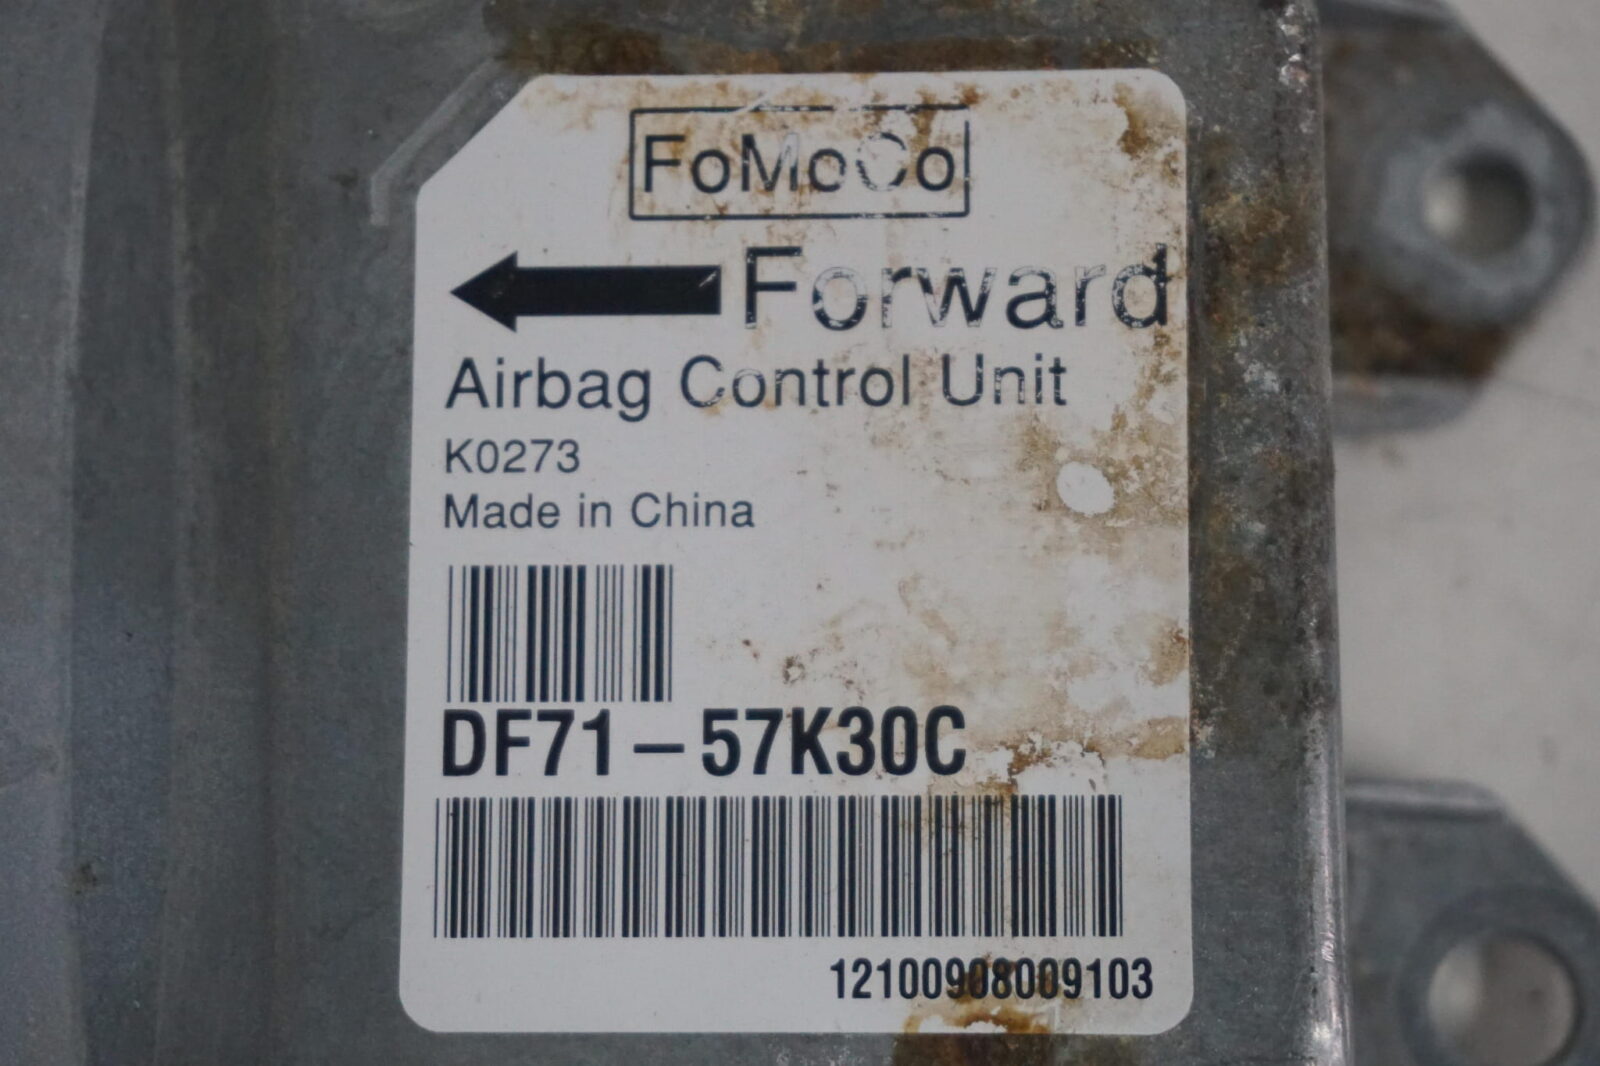 FoMoCo
Forward
Airbag Control Unit
K0273
Made in China
DF71-57K30C
12100908009103